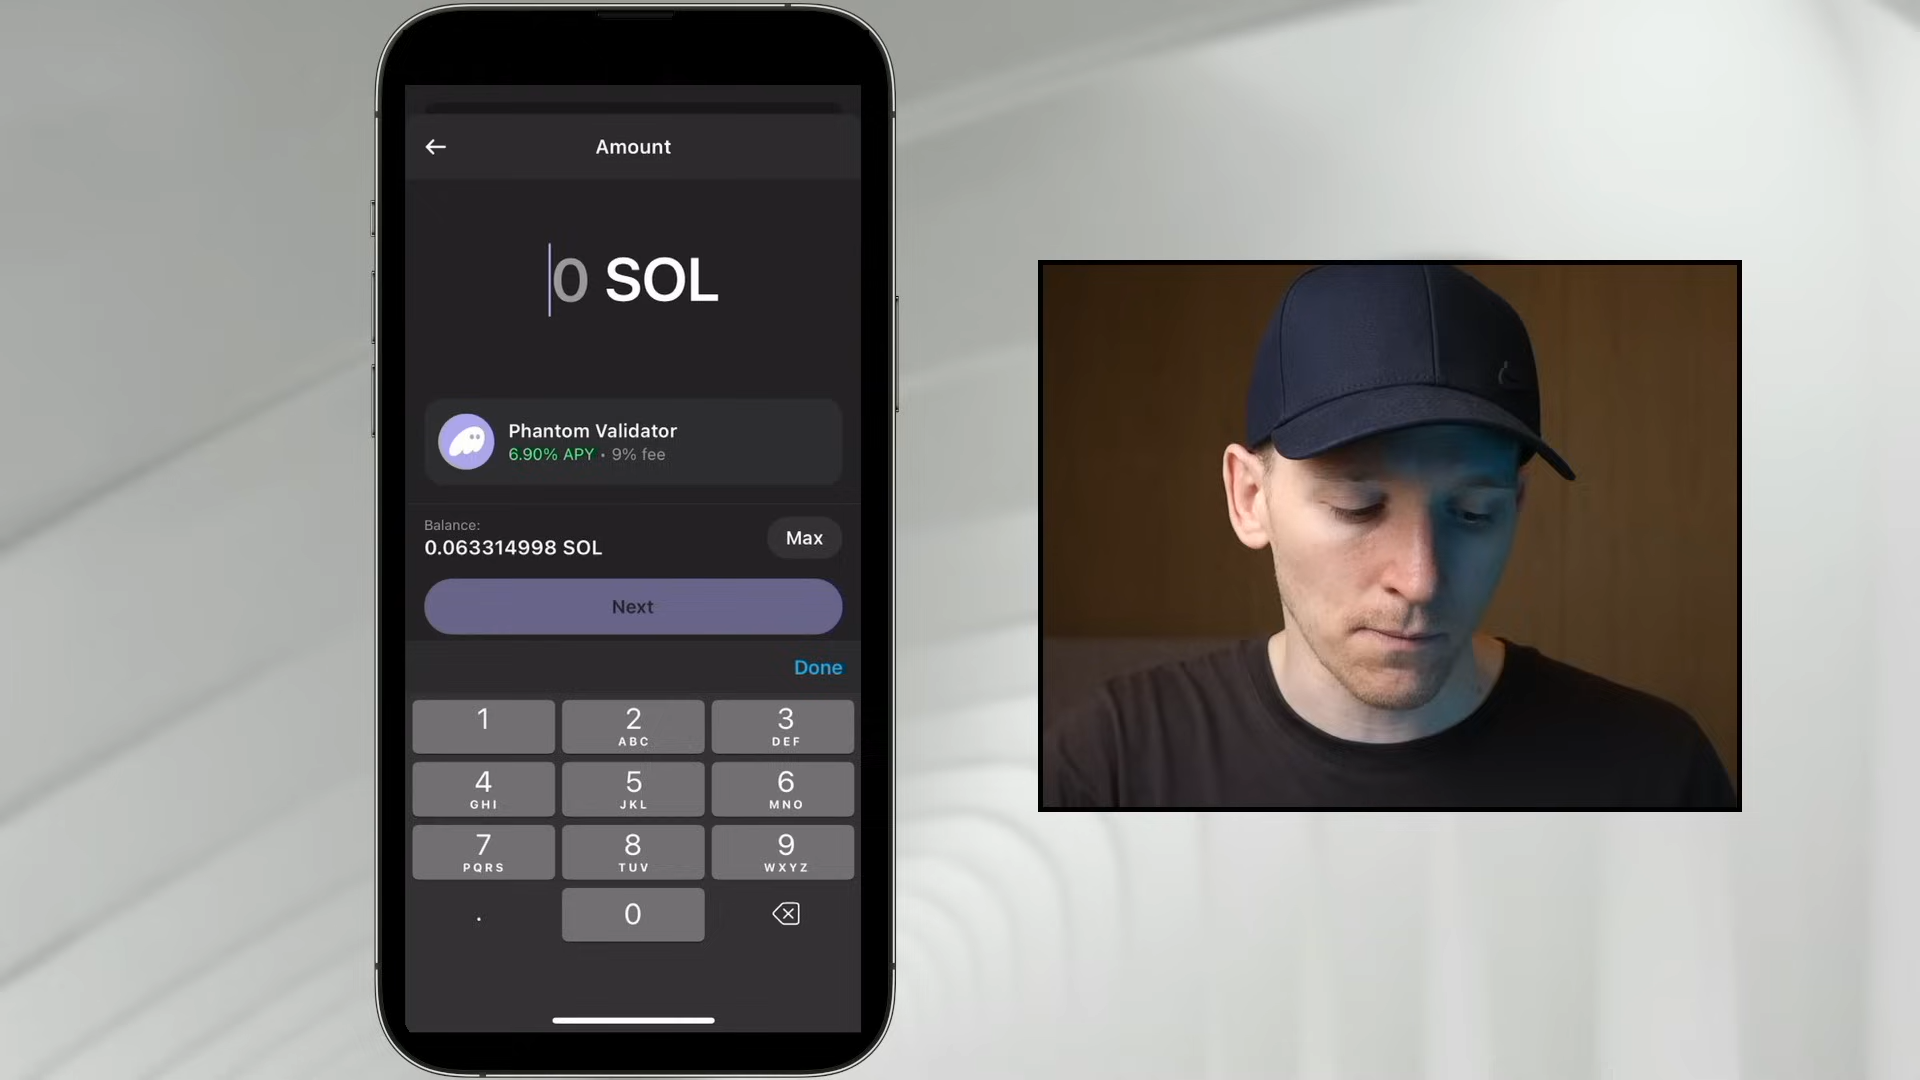 Amount
0 SOL
Phantom Validator
6.90% APY • 9% fee
Balance:
0.063314998 SOL
Max
Next
Done
1
2
ABC
3
DEF
4
GHI
5
JKL
6
MNO
7
PQRS
8
TUV
9
WXYZ
.
0